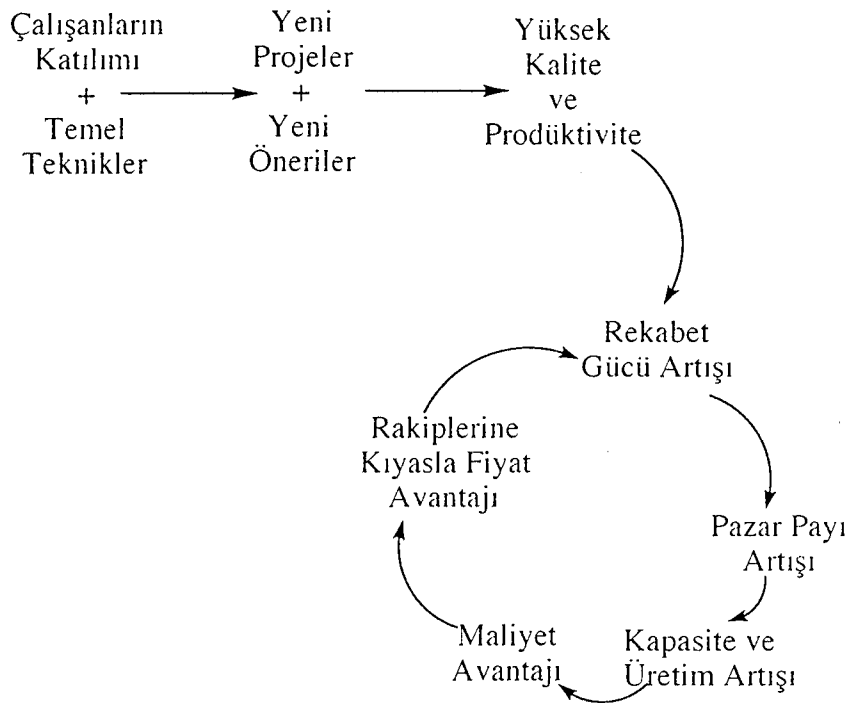 Çalışanların
Katılımı
+
Temel
Teknikler
Yeni
Projeler
+
Yeni
Öneriler
Yüksek
Kalite
ve
Prodüktivite
Rekabet
Gücü Artışı
Pazar Payı
Artışı
Kapasite ve
Üretim Artışı
Maliyet
Avantajı
Rakiplerine
Kıyasla Fiyat
Avantajı